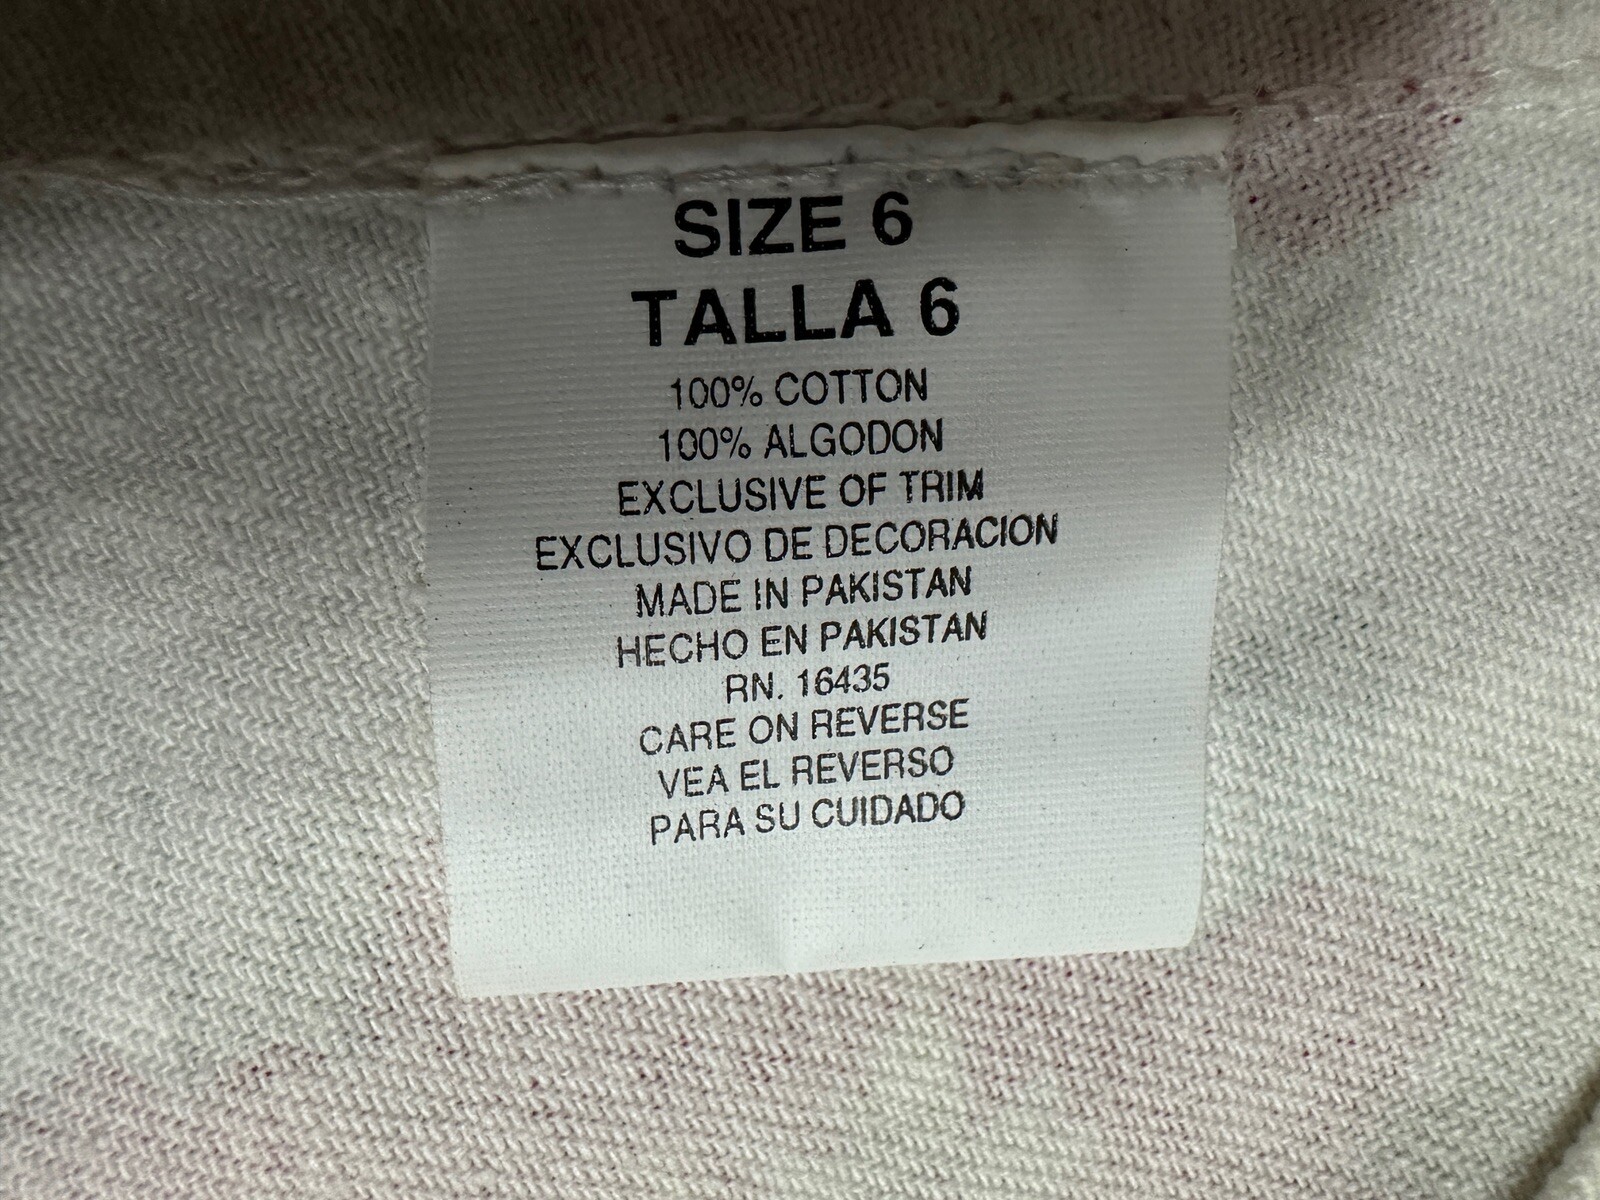 SIZE 6
TALLA 6
100% COTTON
100% ALGODON
EXCLUSIVE OF TRIM
EXCLUSIVO DE DECORACION
MADE IN PAKISTAN
HECHO EN PAKISTAN
RN. 16435
CARE ON REVERSE
VEA EL REVERSO
PARA SU CUIDADO